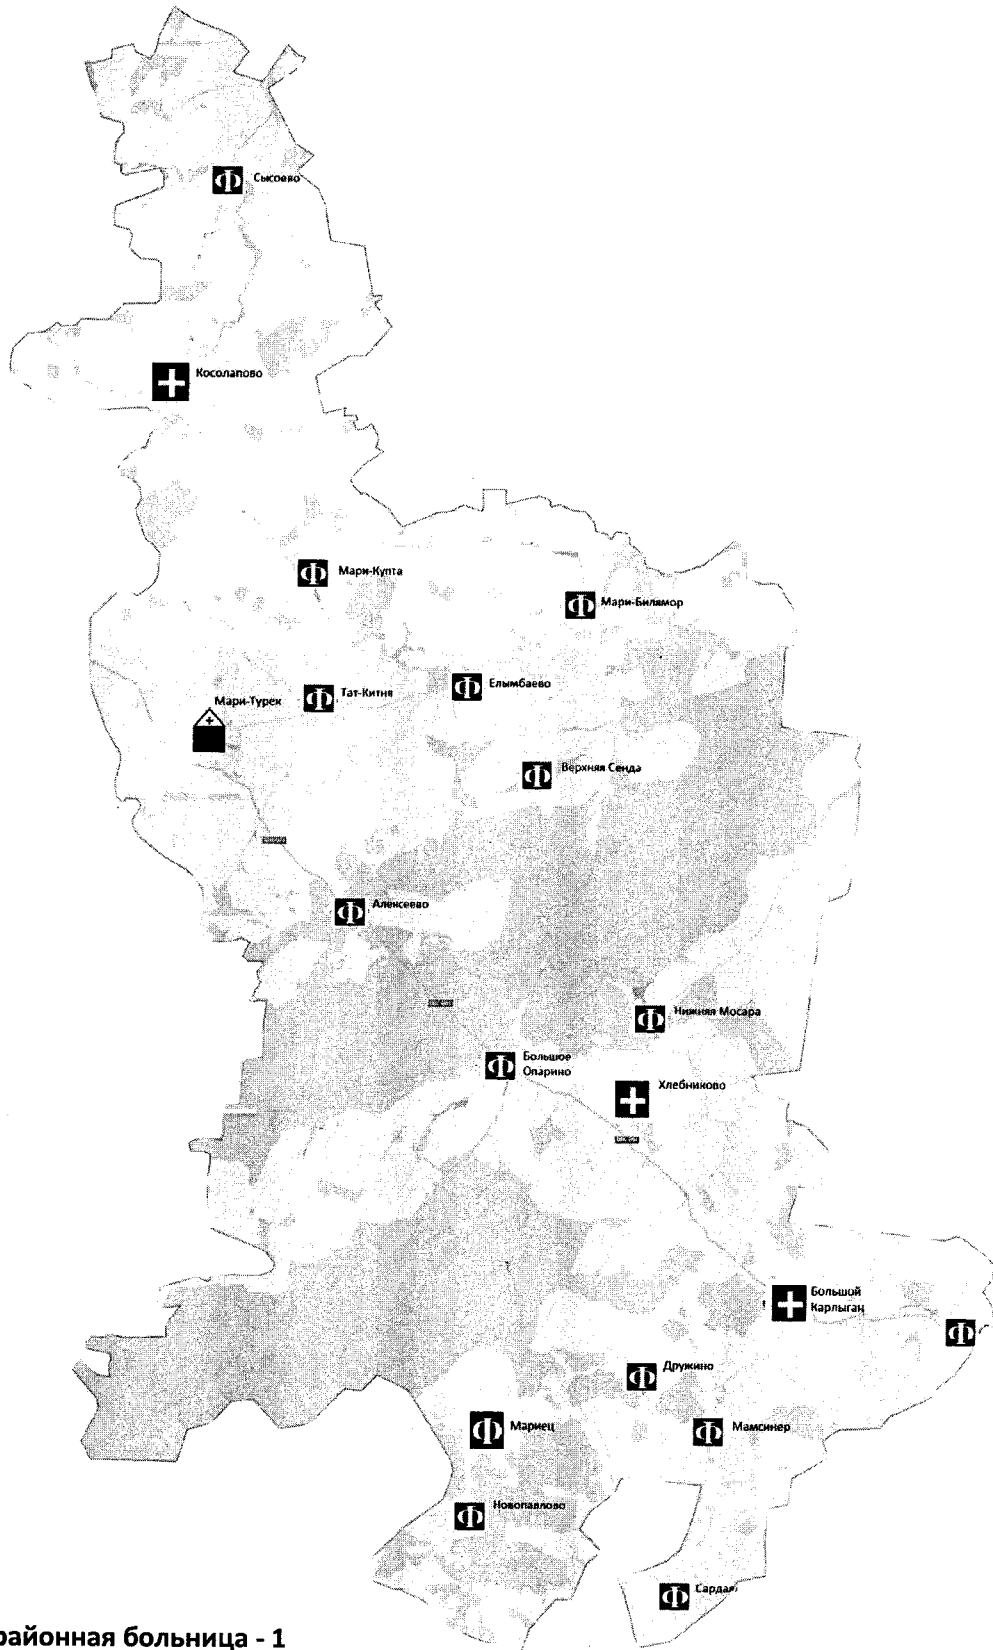 Ф Сысоево
Косолапово
Ф Мари-Купта
Ф Мари-Билямор
Ф Елымбаево
Ф Тат-Китня
Мари-Турек
Ф Верхняя Сенда
Ф Алексеево
Ф Нижняя Мосара
Ф Большое
Опарино
Хлебниково
Большой
Карлыган
Ф
Ф Дружино
Ф Мариец
Ф Мамсинер
Ф Новопавлово
Ф Сардаял
районная больница - 1